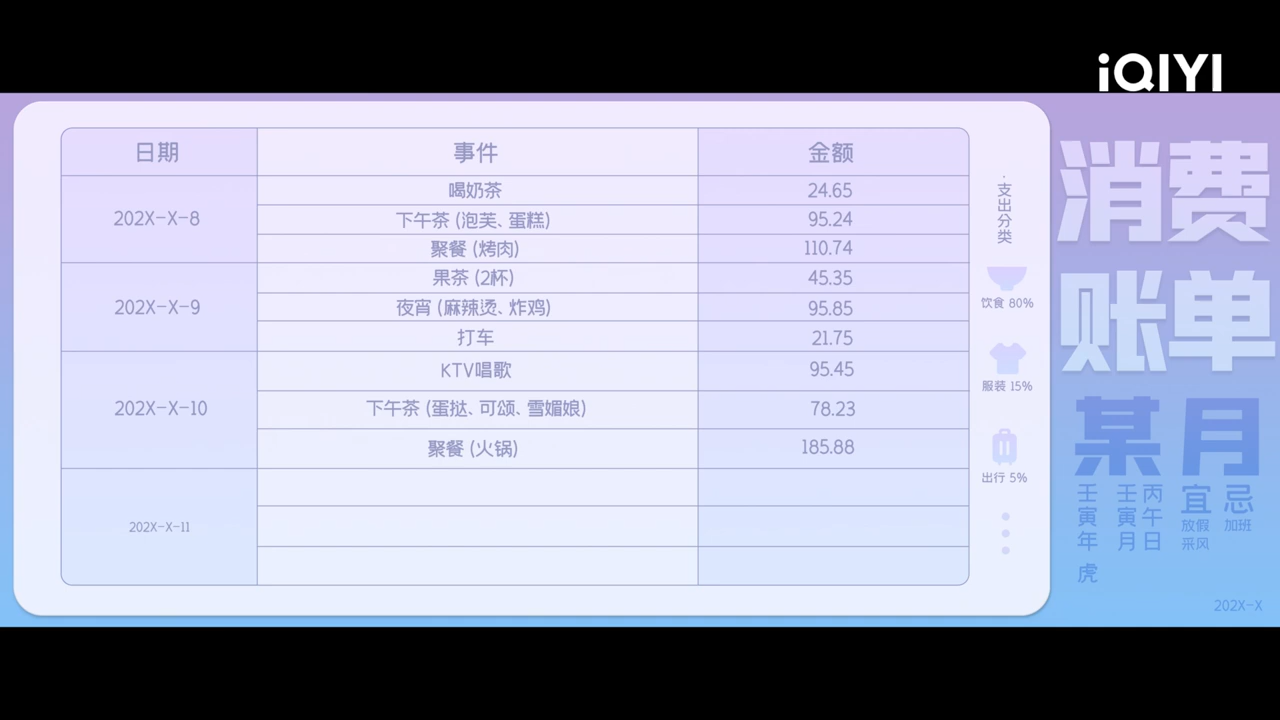 iQIYI
日期 事件 金额
202X-X-8
喝奶茶 24.65
下午茶 (泡芙、蛋糕) 95.24
聚餐 (烤肉) 110.74
202X-X-9
果茶 (2杯) 45.35
夜宵 (麻辣烫、炸鸡) 95.85
打车 21.75
202X-X-10
KTV唱歌 95.45
下午茶 (蛋挞、可颂、雪媚娘) 78.23
聚餐 (火锅) 185.88
202X-X-11
·支出分类
饮食 80%
服装 15%
出行 5%
消费
账单
某月
壬寅年 虎
壬寅月
丙午日
宜
放假
采风
忌
加班
202X-X